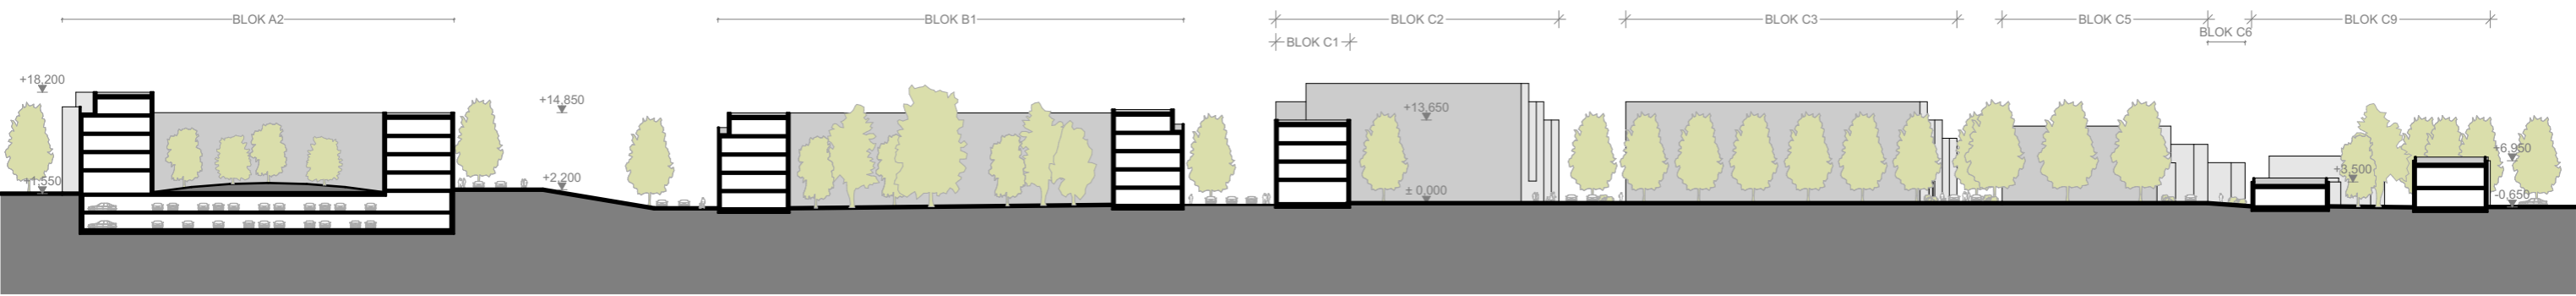 BLOK A2
BLOK B1
BLOK C2
BLOK C3
BLOK C5
BLOK C9
BLOK C6
BLOK C1
+18,200
+14,850
+13,650
+6,950
+3,500
+1,550
+2,200
± 0,000
-0,650